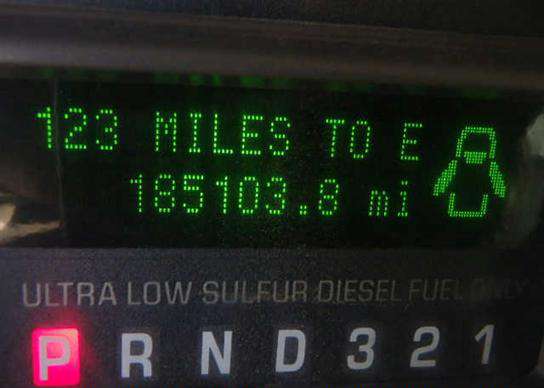 123 MILES TO E
185103.8 mi
ULTRA LOW SULFUR DIESEL FUEL ONLY
P R N D 3 2 1